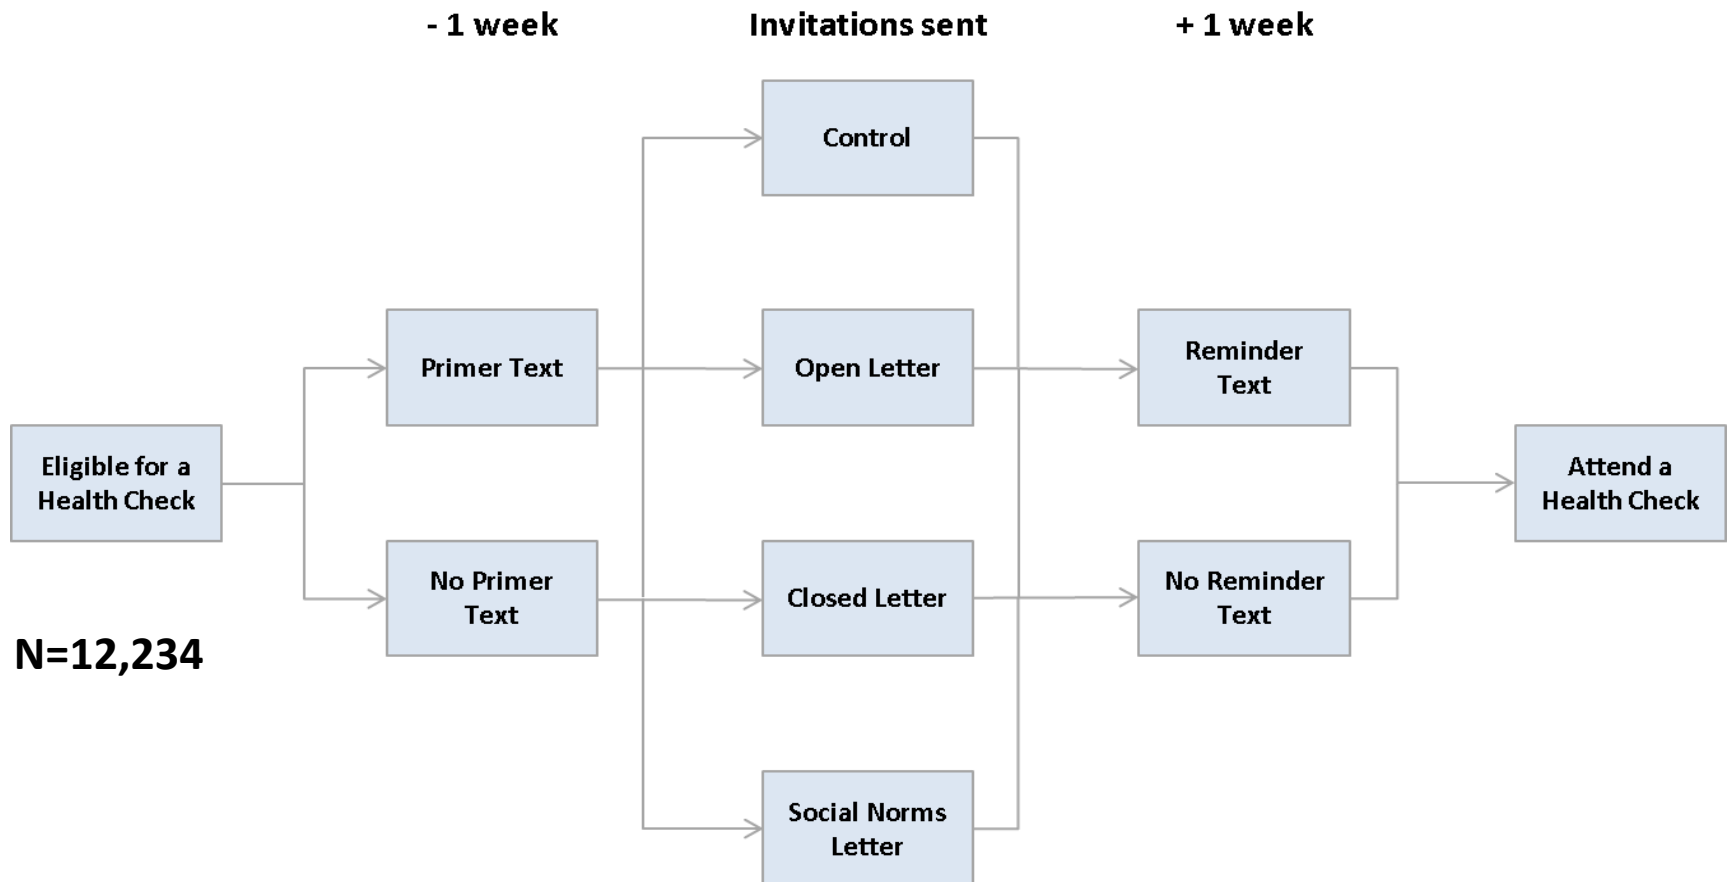 - 1 week
Invitations sent
+ 1 week
Control
Primer Text
Open Letter
Reminder
Text
Eligible for a
Health Check
Attend a
Health Check
No Primer
Text
Closed Letter
No Reminder
Text
N=12,234
Social Norms
Letter